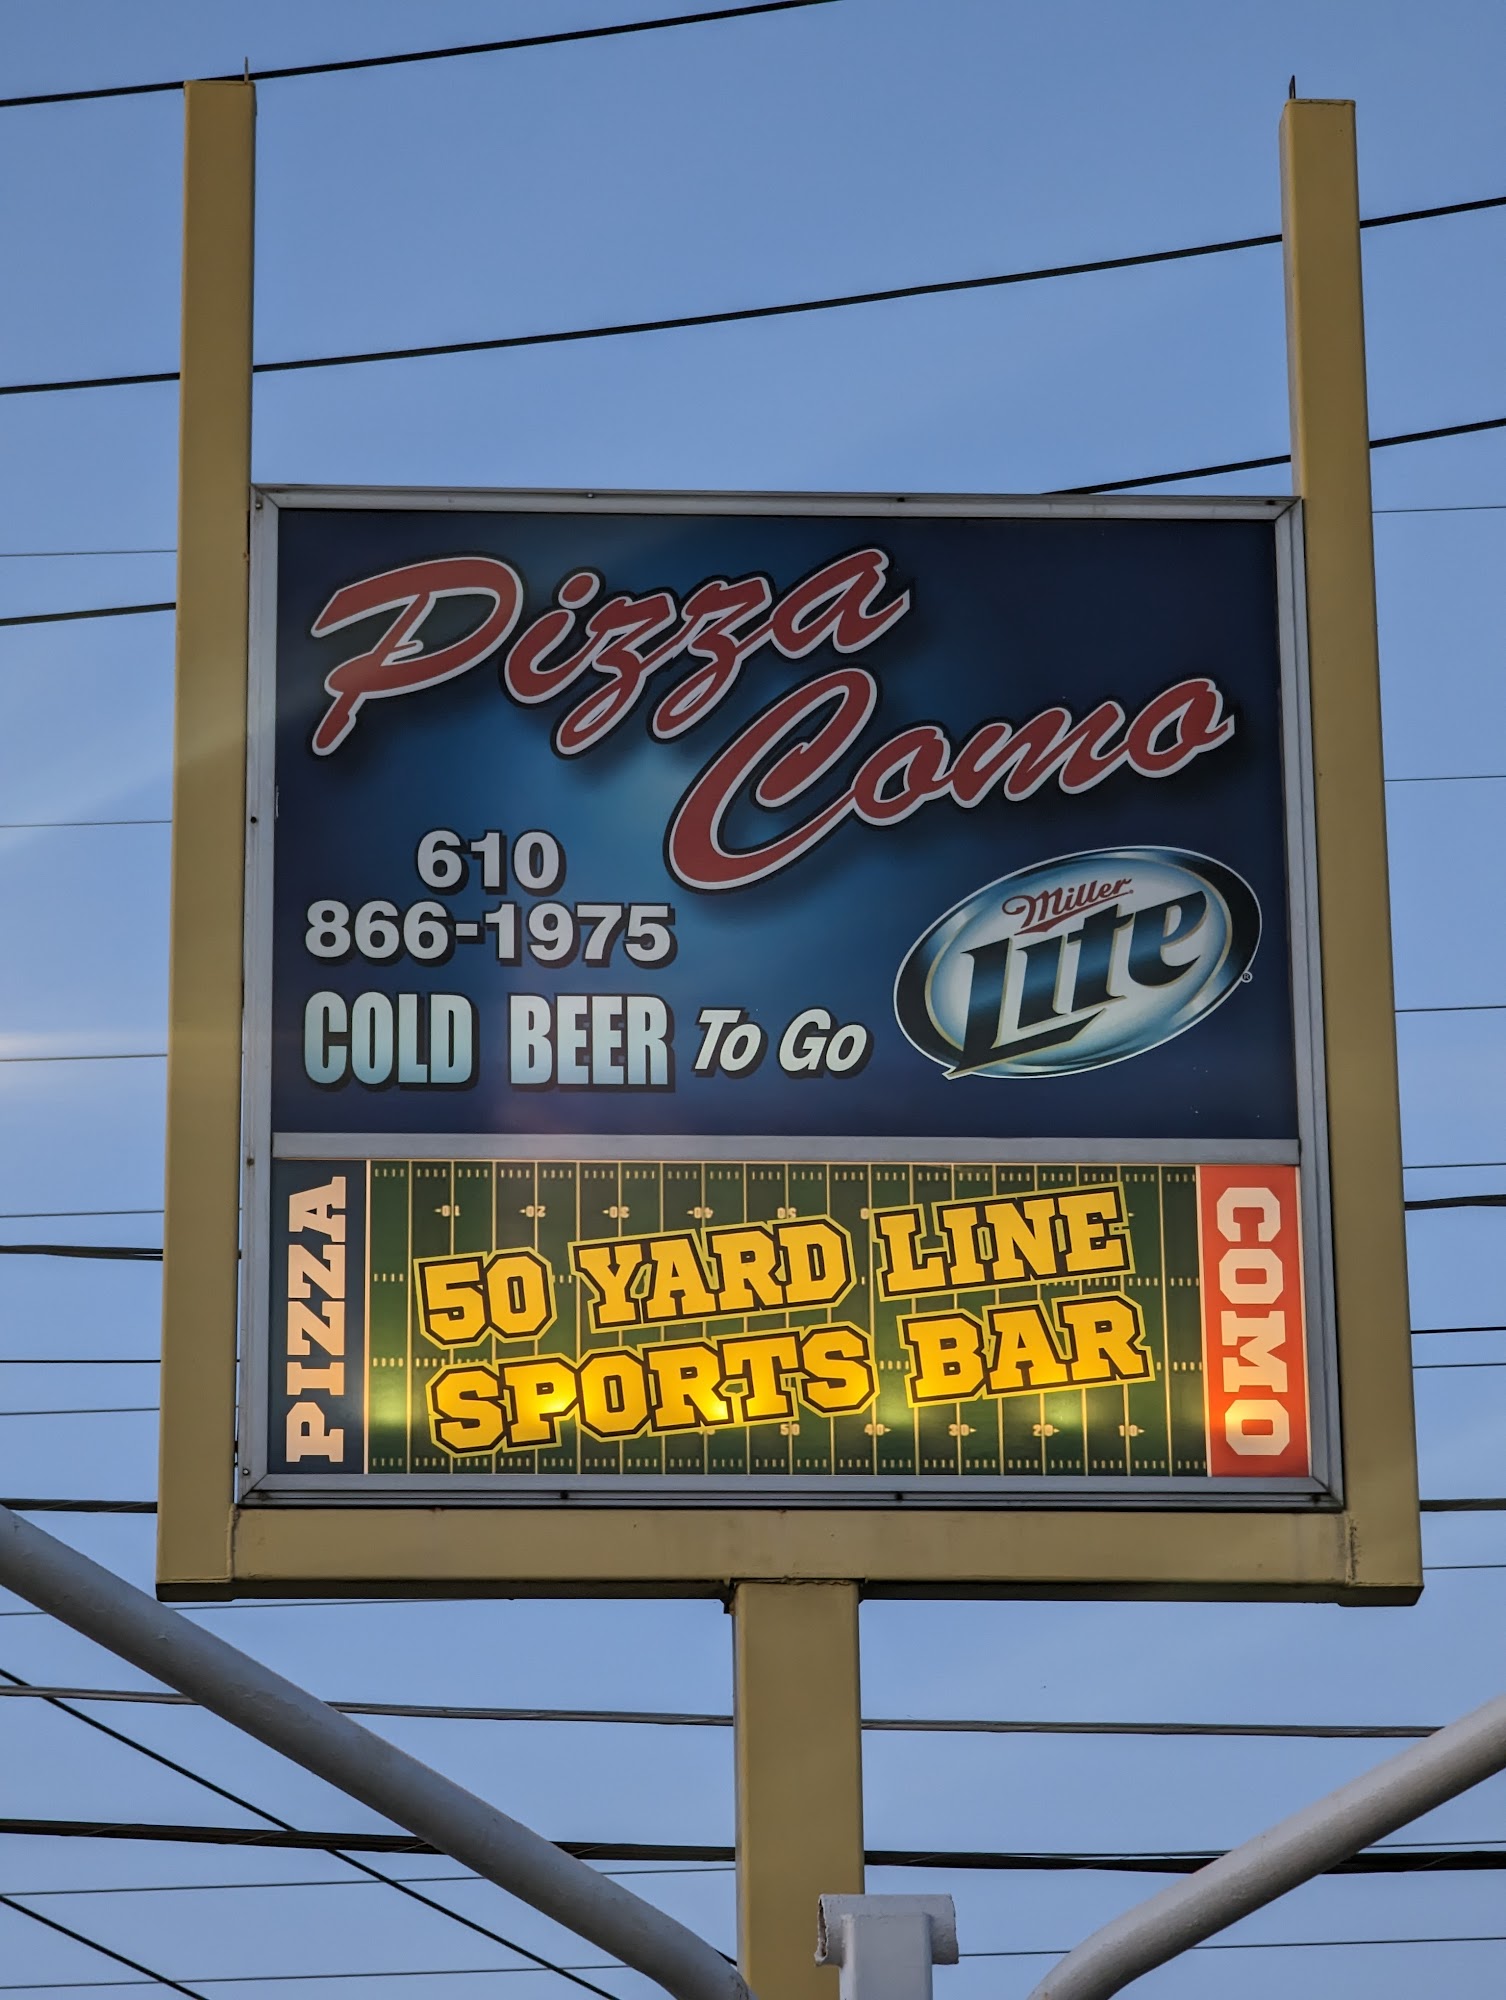 Pizza
Como
610
866-1975
COLD BEER To Go
Miller
Lite
PIZZA
50 YARD LINE
SPORTS BAR
COMO